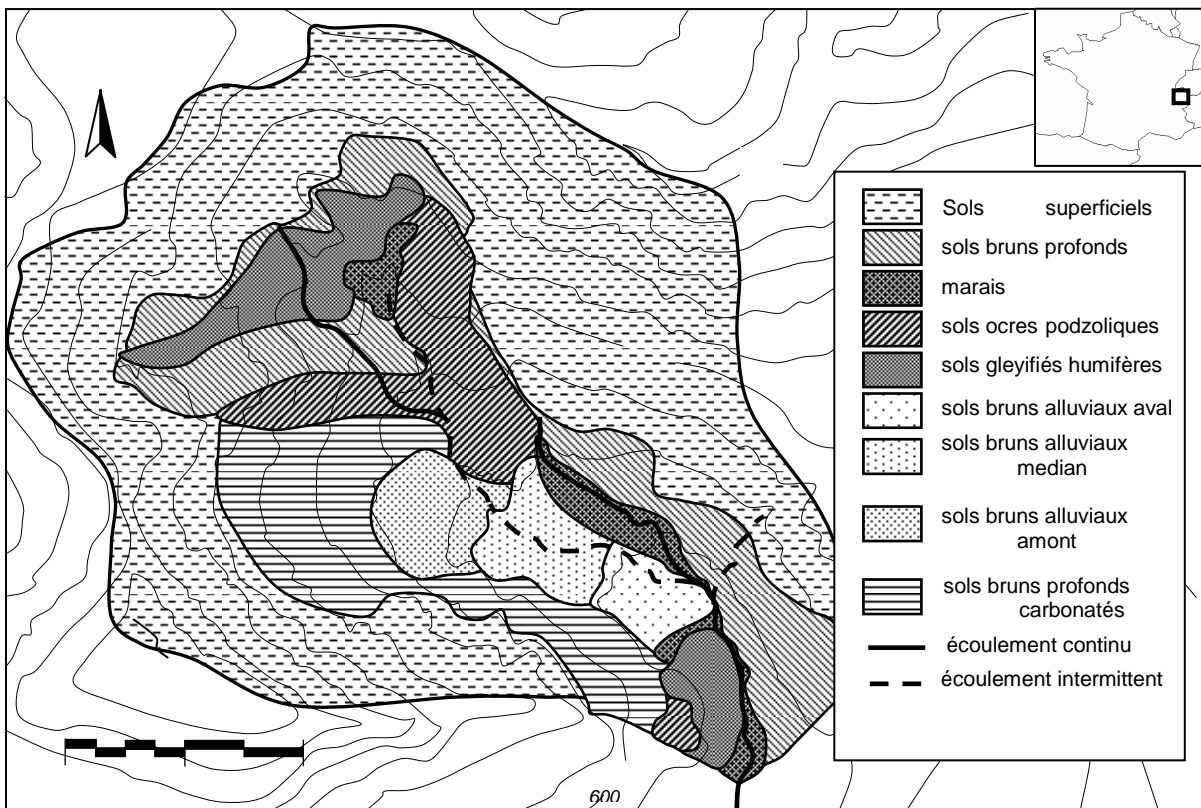 Sols superficiels
sols bruns profonds
marais
sols ocres podzoliques
sols gleyifiés humifères
sols bruns alluviaux aval
sols bruns alluviaux
median
sols bruns alluviaux
amont
sols bruns profonds
carbonatés
écoulement continu
écoulement intermittent
600